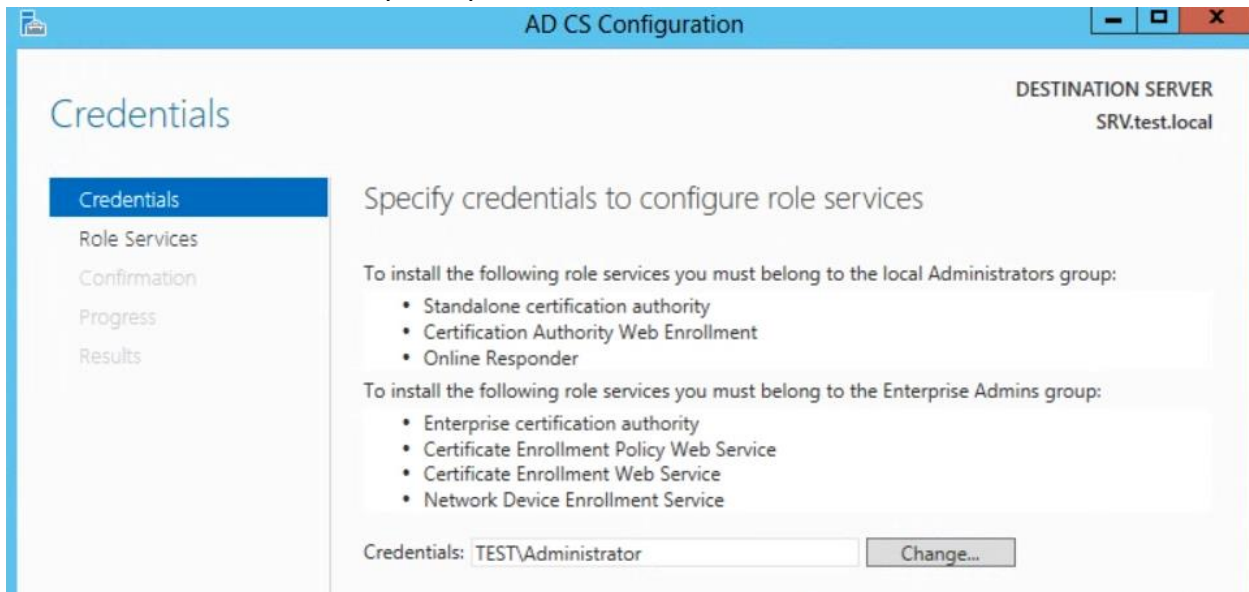 AD CS Configuration
Credentials
DESTINATION SERVER
SRV.test.local
Credentials
Role Services
Confirmation
Progress
Results
Specify credentials to configure role services
To install the following role services you must belong to the local Administrators group:
• Standalone certification authority
• Certification Authority Web Enrollment
• Online Responder
To install the following role services you must belong to the Enterprise Admins group:
• Enterprise certification authority
• Certificate Enrollment Policy Web Service
• Certificate Enrollment Web Service
• Network Device Enrollment Service
Credentials: TEST\Administrator Change...